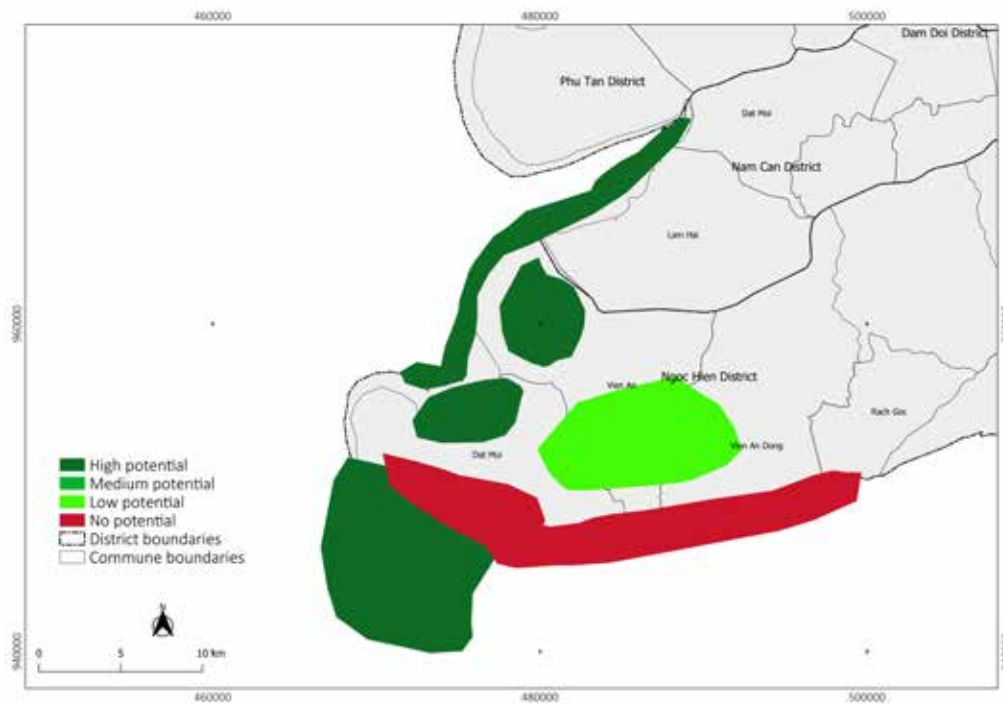 460000 480000 500000
Dam Doi District
Phu Tan District
Dat Moi
Nam Can District
Lam Hai
960000
Ngoc Hien District
Vien An
Rach Goc
Vien An Dong
Dat Mui
High potential
Medium potential
Low potential
No potential
District boundaries
Commune boundaries
N
0 5 10 km
940000
460000 480000 500000